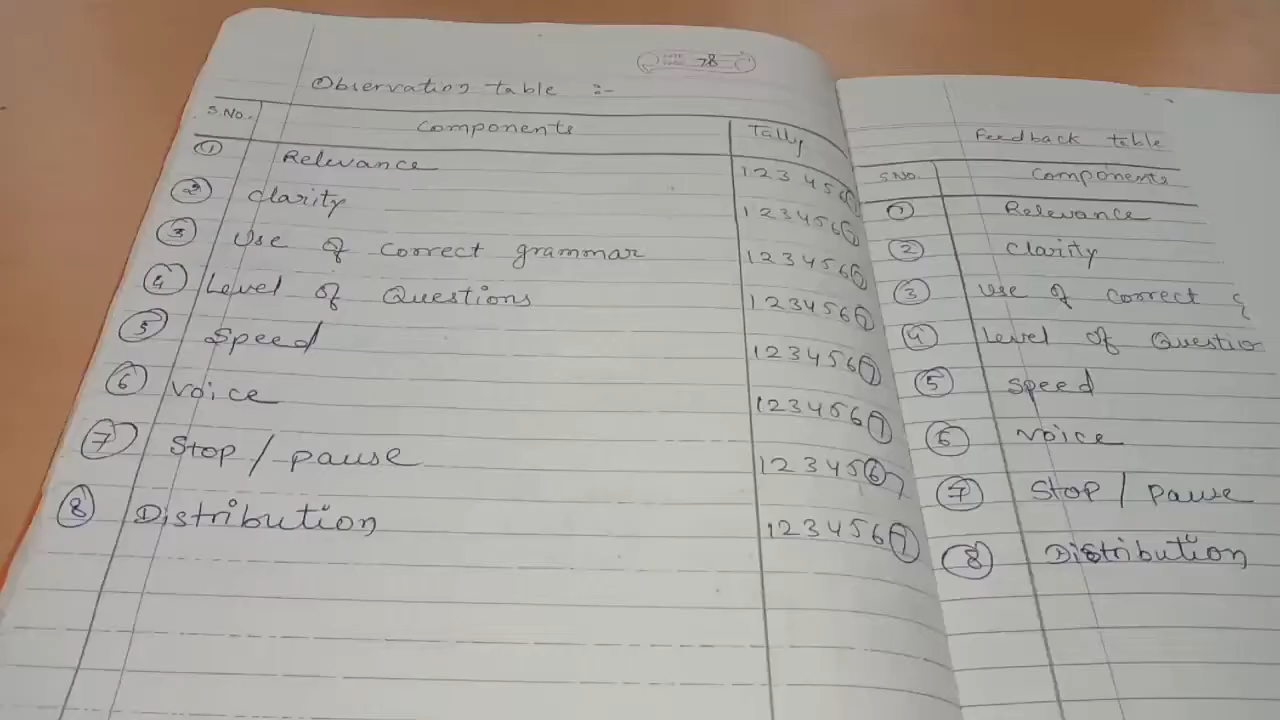 78
Observation table :-
S.No. Components Tally
① Relevance 1 2 3 4 5 6 ⑦
② Clarity 1 2 3 4 5 6 ⑦
③ Use of correct grammar 1 2 3 4 5 6 ⑦
④ Level of Questions 1 2 3 4 5 6 ⑦
⑤ Speed 1 2 3 4 5 6 ⑦
⑥ Voice 1 2 3 4 5 6 ⑦
⑦ Stop / pause 1 2 3 4 5 ⑥ 7
⑧ Distribution 1 2 3 4 5 6 ⑦
Feedback table
S.No. Components
① Relevance
② Clarity
③ Use of correct g
④ Level of Questio
⑤ Speed
⑥ Voice
⑦ Stop / pause
⑧ Distribution